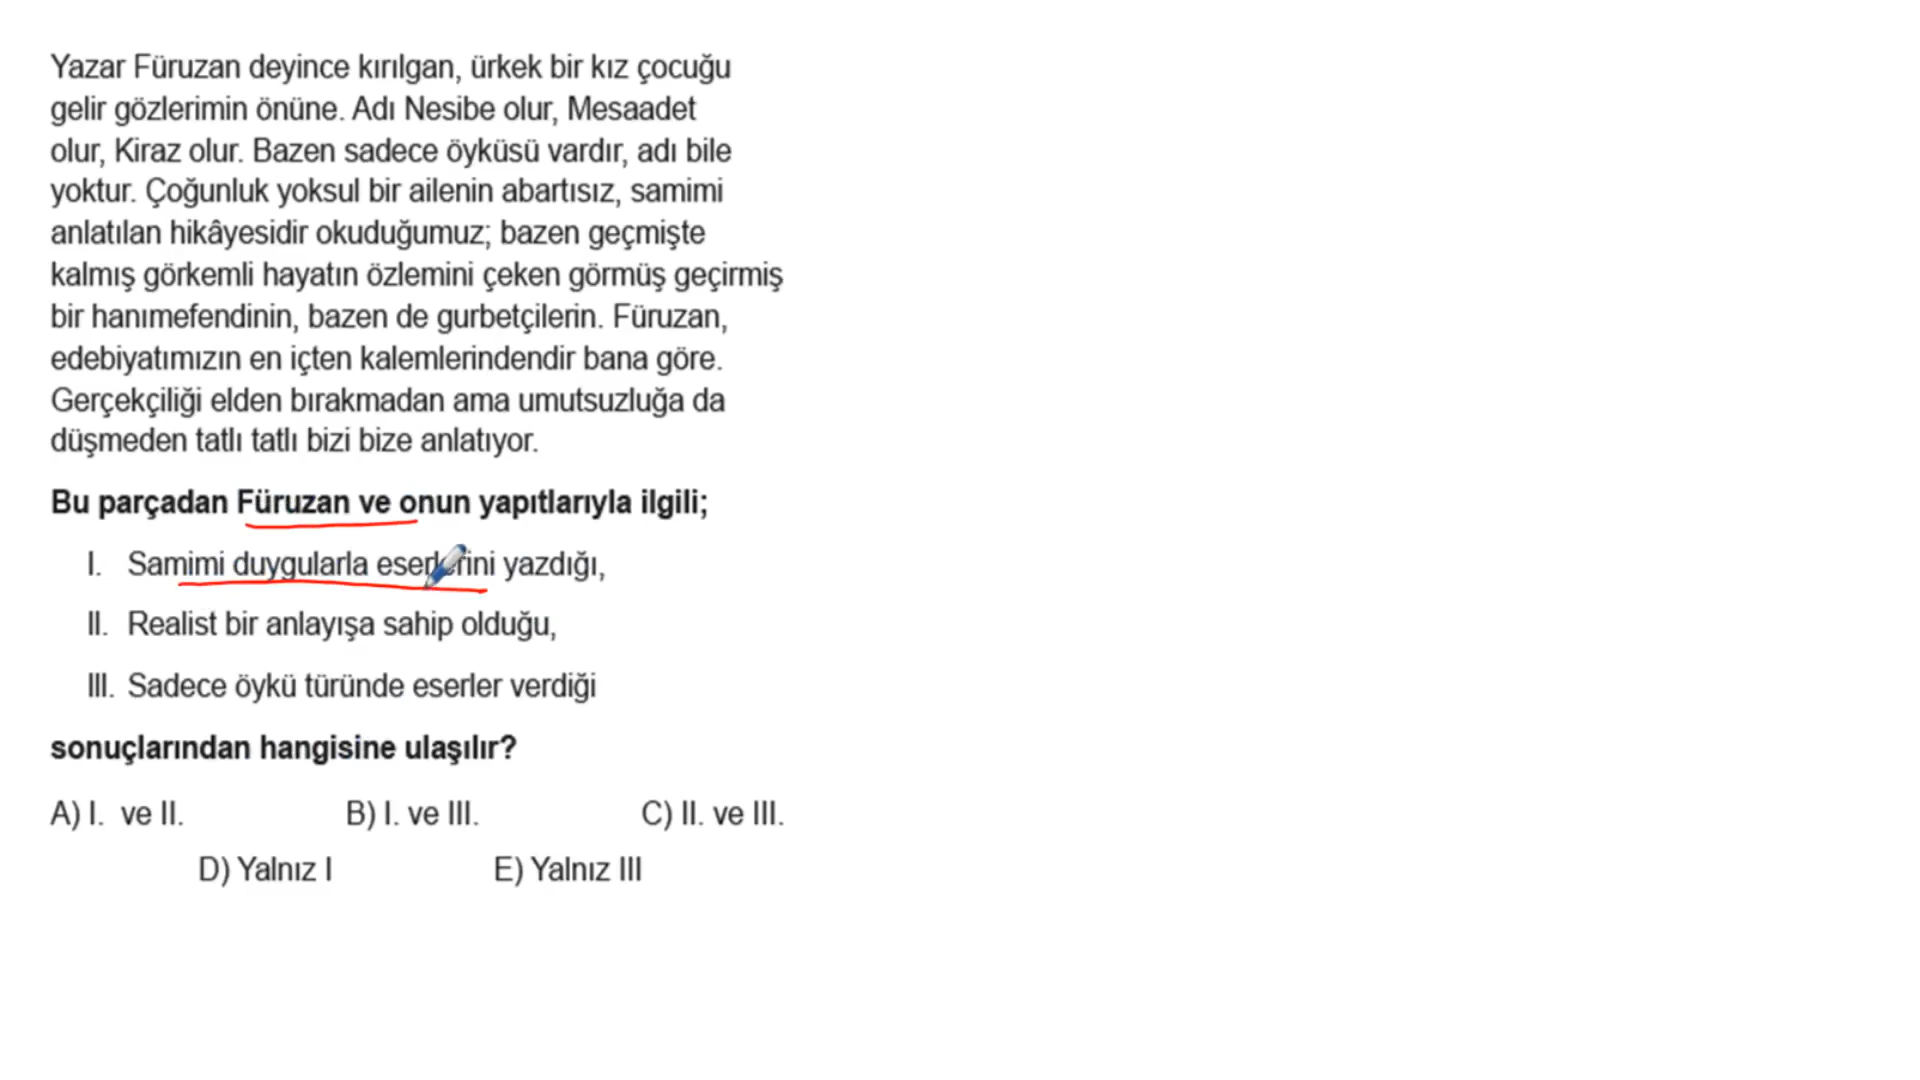 Yazar Füruzan deyince kırılgan, ürkek bir kız çocuğu
gelir gözlerimin önüne. Adı Nesibe olur, Mesaadet
olur, Kiraz olur. Bazen sadece öyküsü vardır, adı bile
yoktur. Çoğunluk yoksul bir ailenin abartısız, samimi
anlatılan hikâyesidir okuduğumuz; bazen geçmişte
kalmış görkemli hayatın özlemini çeken görmüş geçirmiş
bir hanımefendinin, bazen de gurbetçilerin. Füruzan,
edebiyatımızın en içten kalemlerindendir bana göre.
Gerçekçiliği elden bırakmadan ama umutsuzluğa da
düşmeden tatlı tatlı bizi bize anlatıyor.
Bu parçadan Füruzan ve onun yapıtlarıyla ilgili;
I. Samimi duygularla eserlerini yazdığı,
II. Realist bir anlayışa sahip olduğu,
III. Sadece öykü türünde eserler verdiği
sonuçlarından hangisine ulaşılır?
A) I. ve II. B) I. ve III. C) II. ve III.
D) Yalnız I E) Yalnız III